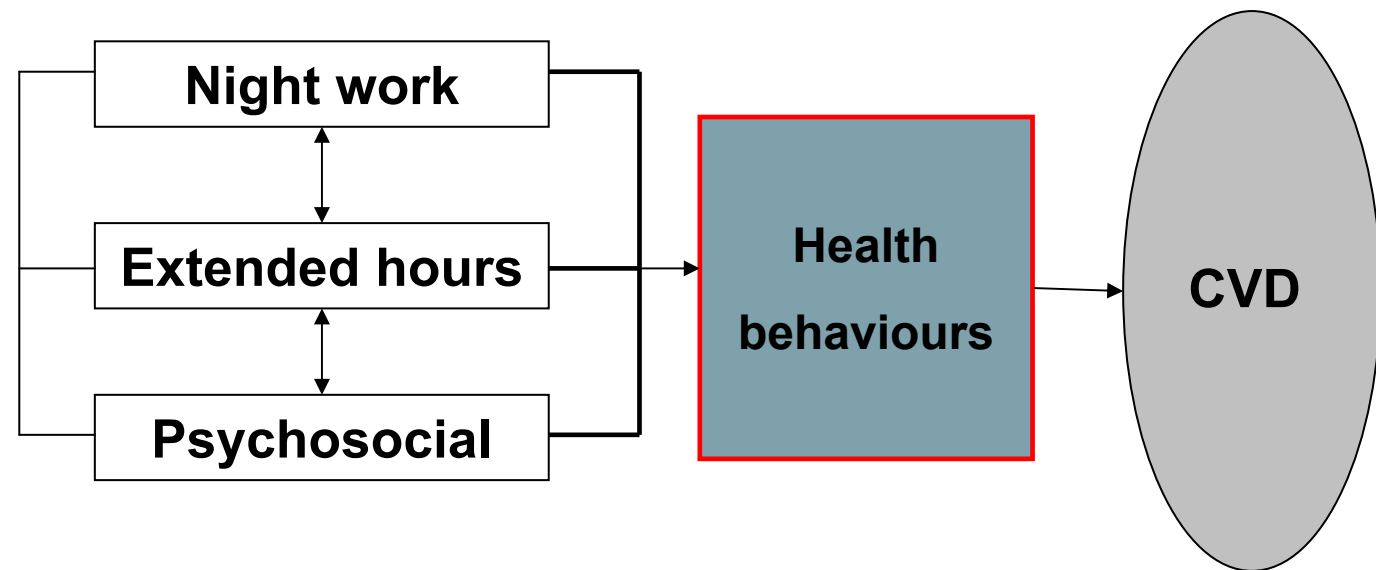 Night work
Extended hours
Psychosocial
Health
behaviours
CVD